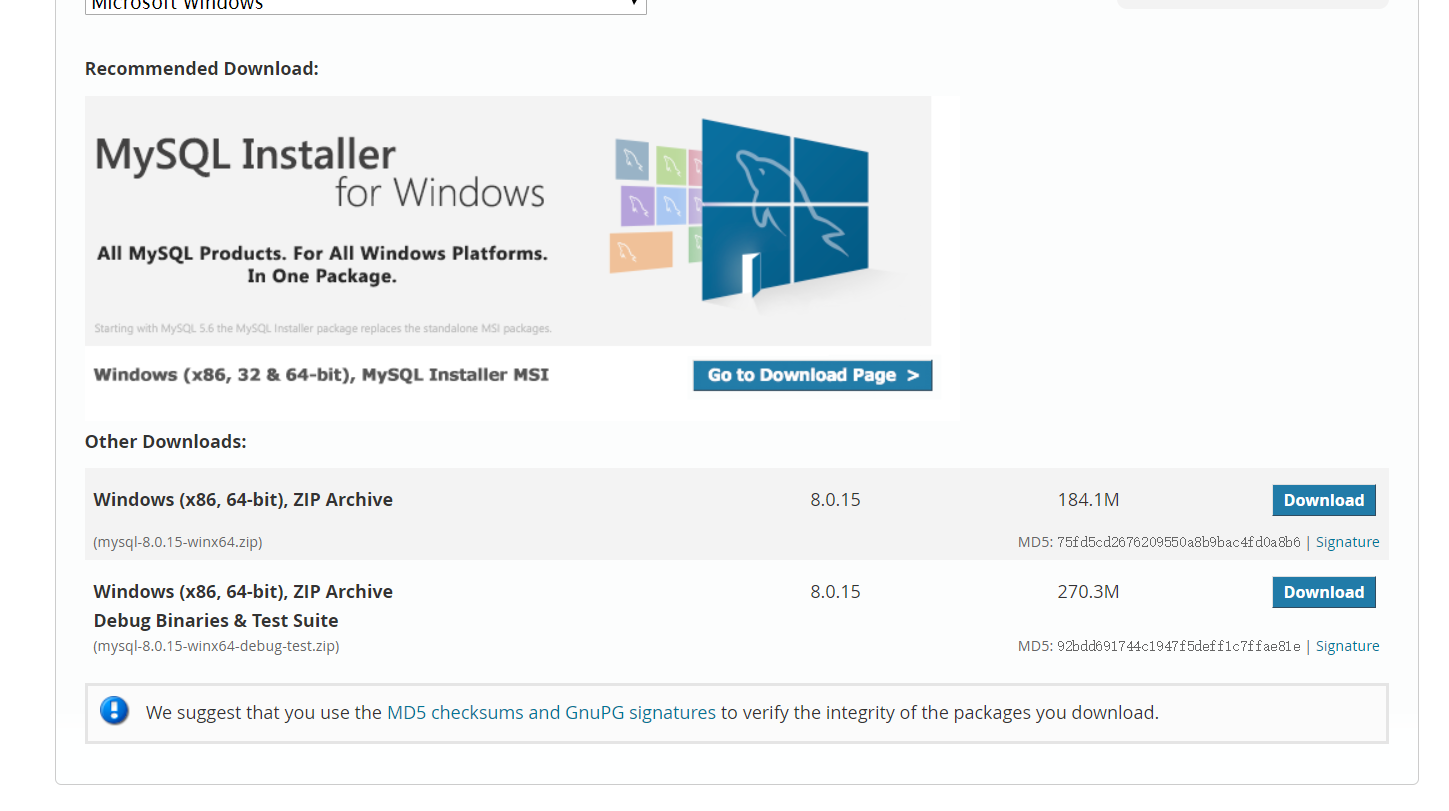 Microsoft Windows
Recommended Download:
MySQL Installer
for Windows
All MySQL Products. For All Windows Platforms.
In One Package.
Starting with MySQL 5.6 the MySQL Installer package replaces the standalone MSI packages.
Windows (x86, 32 & 64-bit), MySQL Installer MSI
Go to Download Page >
Other Downloads:
Windows (x86, 64-bit), ZIP Archive 8.0.15 184.1M Download
(mysql-8.0.15-winx64.zip) MD5: 75fd5cd2676209550a8b9bac4fd0a8b6 | Signature
Windows (x86, 64-bit), ZIP Archive 8.0.15 270.3M Download
Debug Binaries & Test Suite
(mysql-8.0.15-winx64-debug-test.zip) MD5: 92bdd691744c1947f5deff1c7ffae81e | Signature
We suggest that you use the MD5 checksums and GnuPG signatures to verify the integrity of the packages you download.